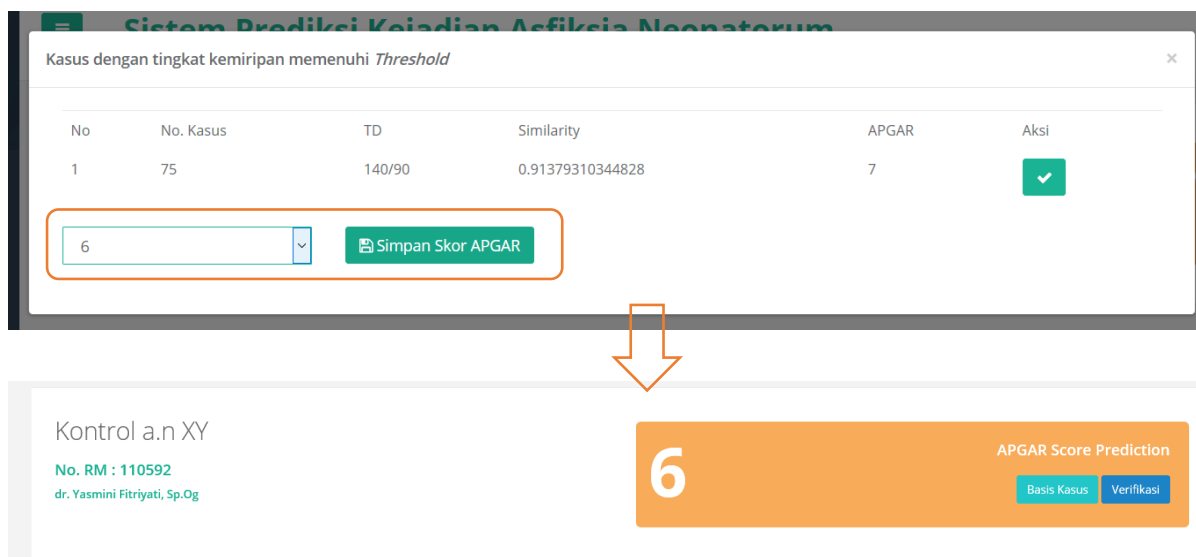 Sistem Prediksi Kejadian Asfiksia Neonatorum
Kasus dengan tingkat kemiripan memenuhi Threshold ×
No No. Kasus TD Similarity APGAR Aksi
1 75 140/90 0.91379310344828 7
6 Simpan Skor APGAR
Kontrol a.n XY
No. RM : 110592
dr. Yasmini Fitriyati, Sp.Og
6
APGAR Score Prediction
Basis Kasus Verifikasi